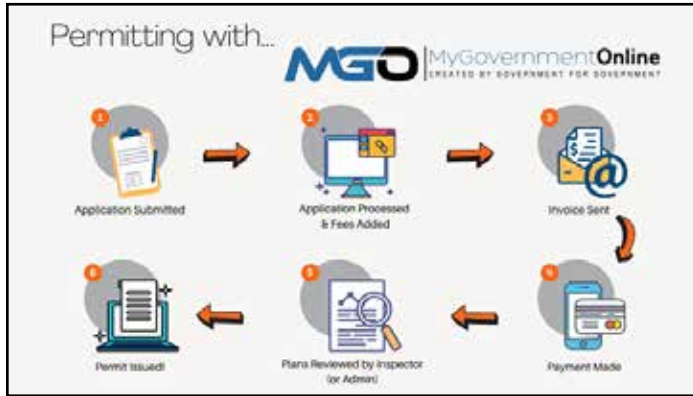 Permitting with...
MGO MyGovernmentOnline
CREATED BY GOVERNMENT FOR GOVERNMENT
1
Application Submitted
2
Application Processed
& Fees Added
3
Invoice Sent
4
Payment Made
5
Plans Reviewed by Inspector
(or Admin)
6
Permit Issued!